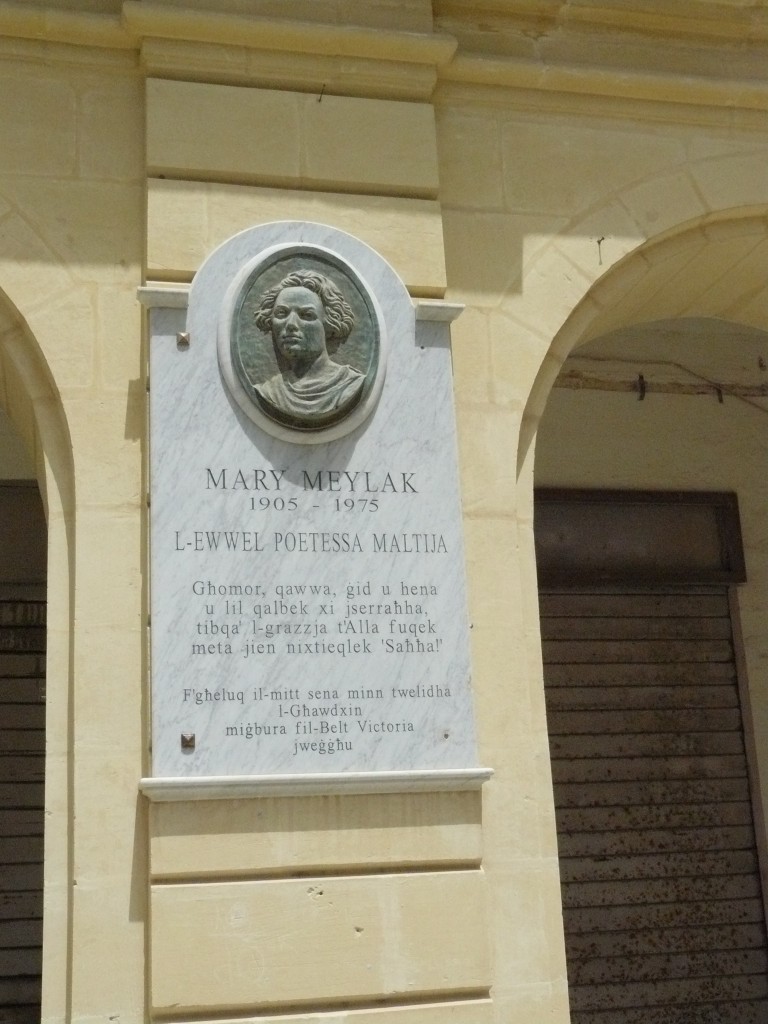 MARY MEYLAK
1905 - 1975
L-EWWEL POETESSA MALTIJA
Għomor, qawwa, ġid u hena
u lil qalbek xi jserraħha,
tibqa' l-grazzja t'Alla fuqek
meta jien nixtieqlek 'Saħħa!'
F'għeluq il-mitt sena minn twelidha
l-Għawdxin
miġbura fil-Belt Victoria
jweġġħu